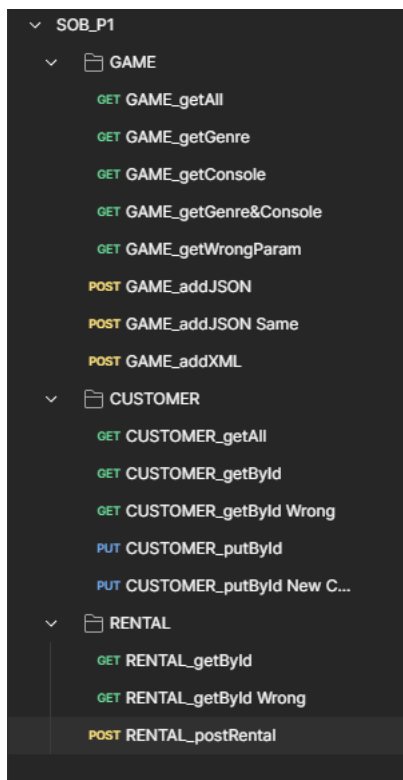 SOB_P1
GAME
GET GAME_getAll
GET GAME_getGenre
GET GAME_getConsole
GET GAME_getGenre&Console
GET GAME_getWrongParam
POST GAME_addJSON
POST GAME_addJSON Same
POST GAME_addXML
CUSTOMER
GET CUSTOMER_getAll
GET CUSTOMER_getById
GET CUSTOMER_getById Wrong
PUT CUSTOMER_putById
PUT CUSTOMER_putById New C...
RENTAL
GET RENTAL_getById
GET RENTAL_getById Wrong
POST RENTAL_postRental